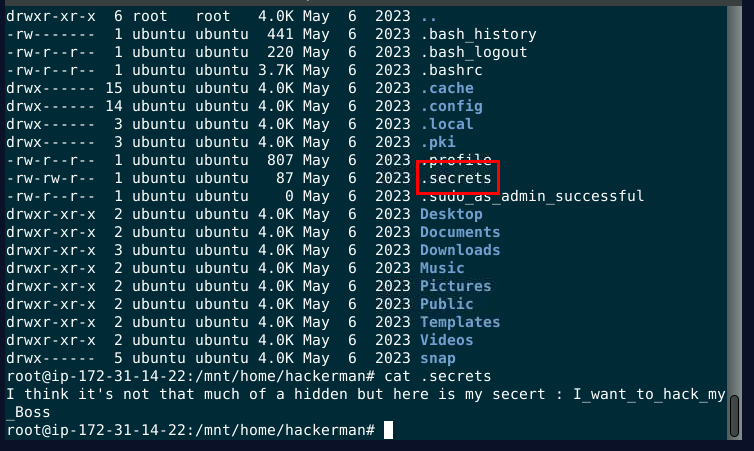 drwxr-xr-x  6 root   root   4.0K May  6  2023 ..
-rw-------  1 ubuntu ubuntu  441 May  6  2023 .bash_history
-rw-r--r--  1 ubuntu ubuntu  220 May  6  2023 .bash_logout
-rw-r--r--  1 ubuntu ubuntu 3.7K May  6  2023 .bashrc
drwx------ 15 ubuntu ubuntu 4.0K May  6  2023 .cache
drwx------ 14 ubuntu ubuntu 4.0K May  6  2023 .config
drwx------  3 ubuntu ubuntu 4.0K May  6  2023 .local
drwx------  3 ubuntu ubuntu 4.0K May  6  2023 .pki
-rw-r--r--  1 ubuntu ubuntu  807 May  6  2023 .profile
-rw-rw-r--  1 ubuntu ubuntu   87 May  6  2023 .secrets
-rw-r--r--  1 ubuntu ubuntu    0 May  6  2023 .sudo_as_admin_successful
drwxr-xr-x  2 ubuntu ubuntu 4.0K May  6  2023 Desktop
drwxr-xr-x  2 ubuntu ubuntu 4.0K May  6  2023 Documents
drwxr-xr-x  3 ubuntu ubuntu 4.0K May  6  2023 Downloads
drwxr-xr-x  2 ubuntu ubuntu 4.0K May  6  2023 Music
drwxr-xr-x  2 ubuntu ubuntu 4.0K May  6  2023 Pictures
drwxr-xr-x  2 ubuntu ubuntu 4.0K May  6  2023 Public
drwxr-xr-x  2 ubuntu ubuntu 4.0K May  6  2023 Templates
drwxr-xr-x  2 ubuntu ubuntu 4.0K May  6  2023 Videos
drwx------  5 ubuntu ubuntu 4.0K May  6  2023 snap
root@ip-172-31-14-22:/mnt/home/hackerman# cat .secrets
I think it's not that much of a hidden but here is my secert : I_want_to_hack_my
_Boss
root@ip-172-31-14-22:/mnt/home/hackerman#